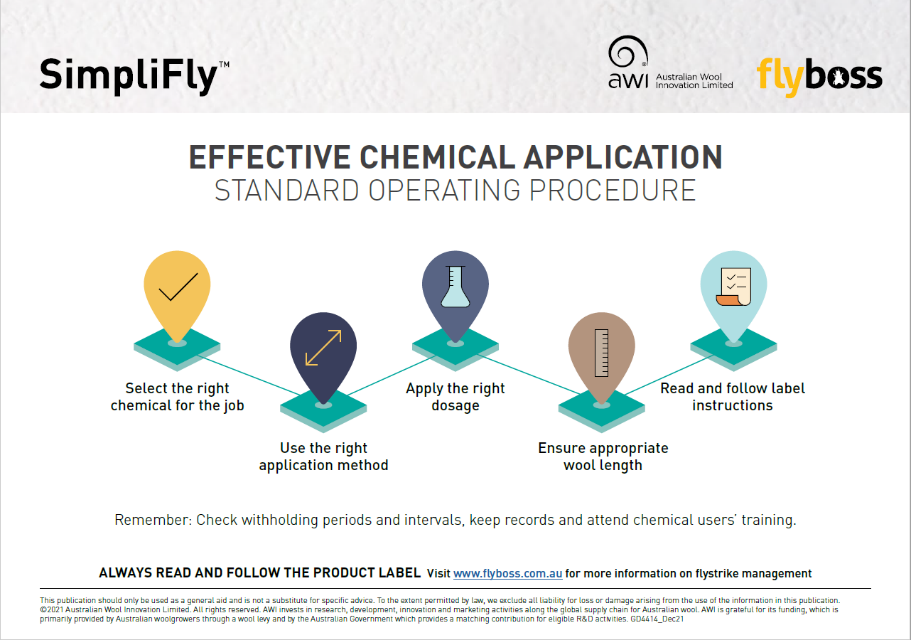 SimpliFly™
awi Australian Wool
Innovation Limited
flyboss
EFFECTIVE CHEMICAL APPLICATION
STANDARD OPERATING PROCEDURE
Select the right
chemical for the job
Use the right
application method
Apply the right
dosage
Ensure appropriate
wool length
Read and follow label
instructions
Remember: Check withholding periods and intervals, keep records and attend chemical users’ training.
ALWAYS READ AND FOLLOW THE PRODUCT LABEL Visit www.flyboss.com.au for more information on flystrike management
This publication should only be used as a general aid and is not a substitute for specific advice. To the extent permitted by law, we exclude all liability for loss or damage arising from the use of the information in this publication.
©2021 Australian Wool Innovation Limited. All rights reserved. AWI invests in research, development, innovation and marketing activities along the global supply chain for Australian wool. AWI is grateful for its funding, which is
primarily provided by Australian woolgrowers through a wool levy and by the Australian Government which provides a matching contribution for eligible R&D activities. GD4414_Dec21